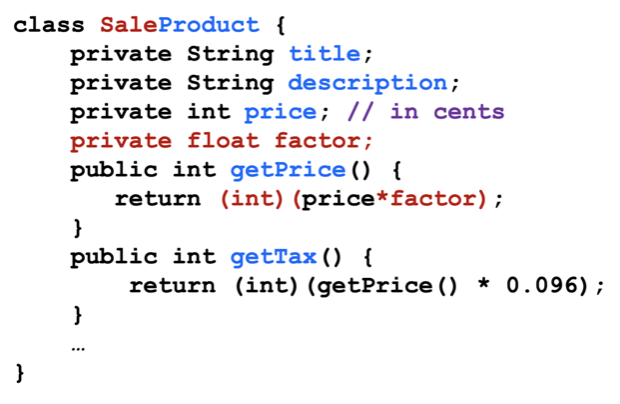 class SaleProduct {
private String title;
private String description;
private int price; // in cents
private float factor;
public int getPrice() {
return (int)(price*factor);
}
public int getTax() {
return (int)(getPrice() * 0.096);
}
…
}